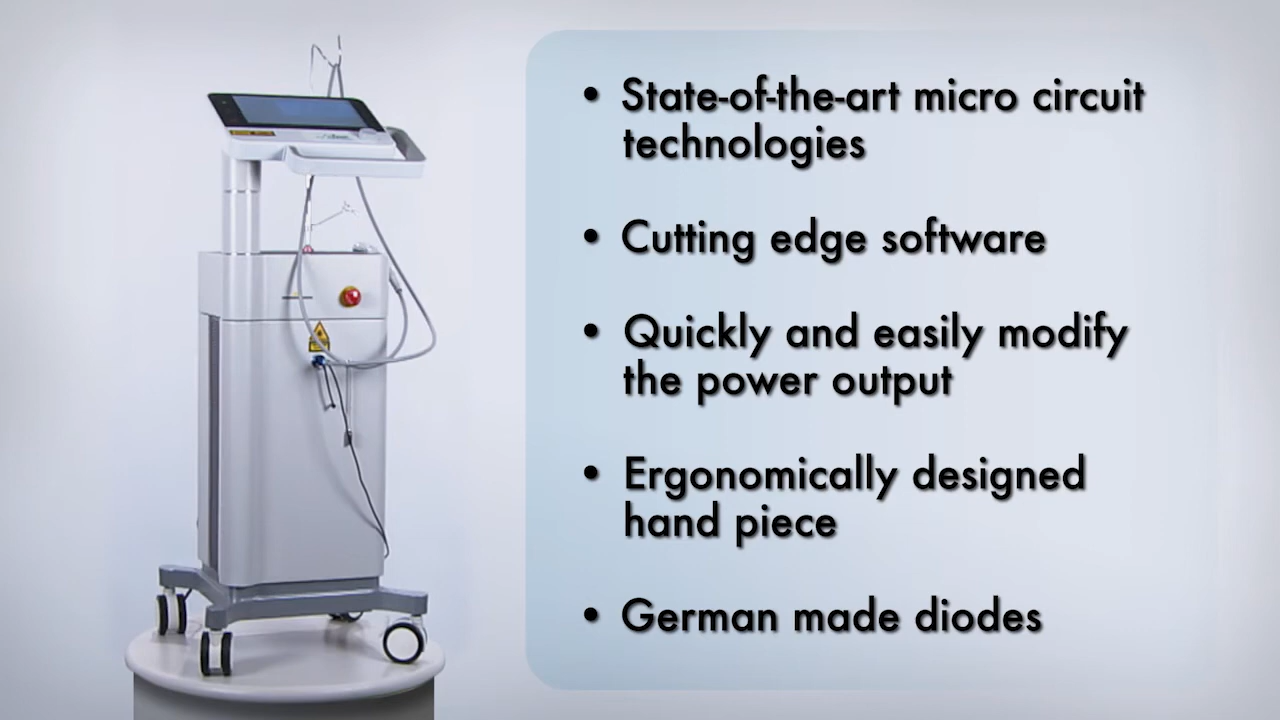 • State-of-the-art micro circuit
technologies
• Cutting edge software
• Quickly and easily modify
the power output
• Ergonomically designed
hand piece
• German made diodes